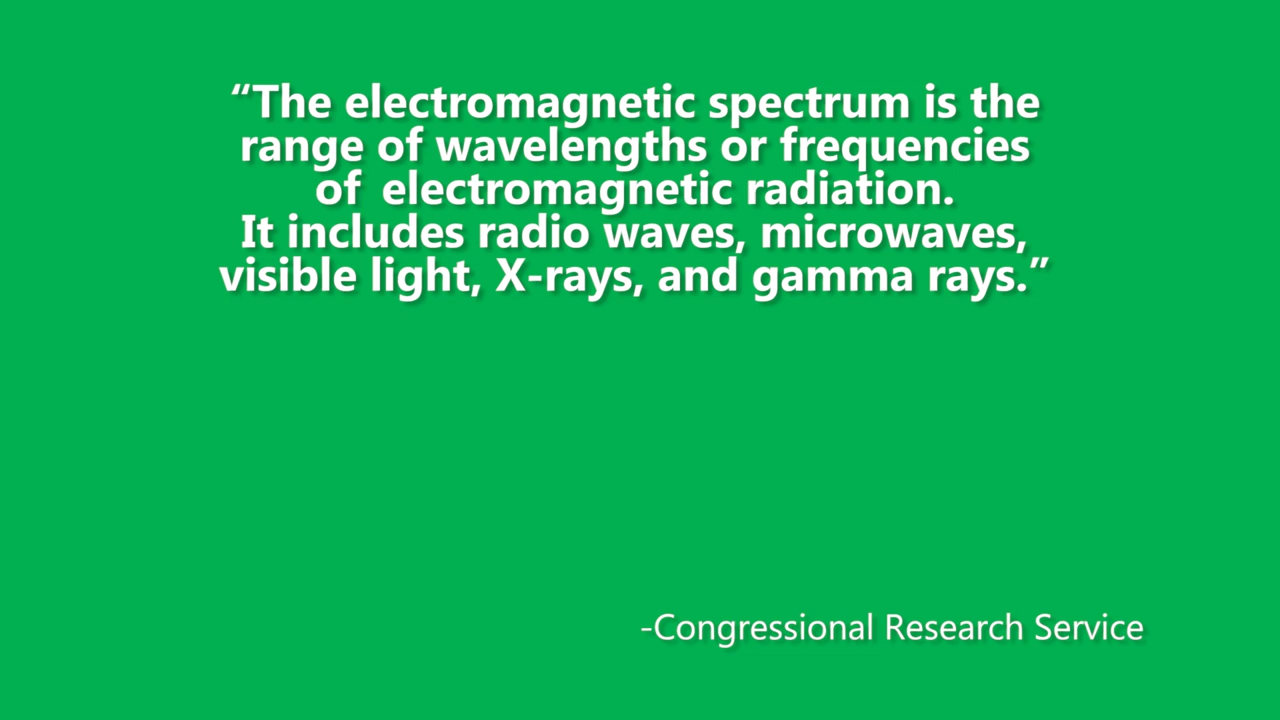 “The electromagnetic spectrum is the
range of wavelengths or frequencies
of  electromagnetic radiation.
It includes radio waves, microwaves,
visible light, X-rays, and gamma rays.”
-Congressional Research Service